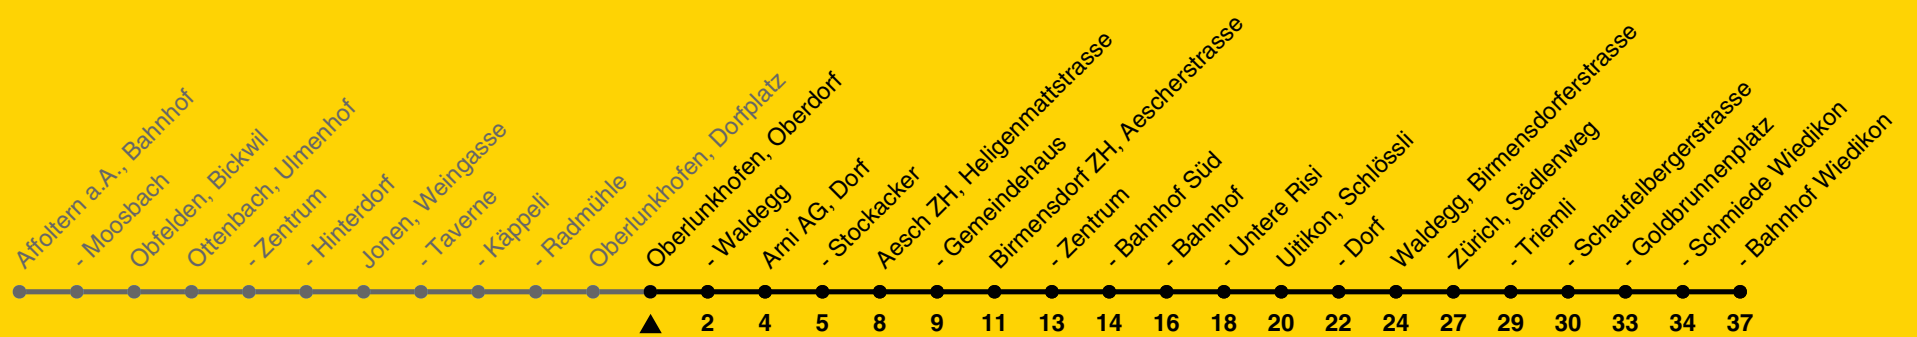 Affoltern a.A., Bahnhof
- Moosbach
Obfelden, Bickwil
Ottenbach, Ulmenhof
- Zentrum
- Hinterdorf
Jonen, Weingasse
- Taverne
- Käppeli
- Radmühle
Oberlunkhofen, Dorfplatz
Oberlunkhofen, Oberdorf
- Waldegg
Arni AG, Dorf
- Stockacker
Aesch ZH, Heligenmattstrasse
- Gemeindehaus
Birmensdorf ZH, Aescherstrasse
- Zentrum
- Bahnhof Süd
- Bahnhof
- Untere Risi
Uitikon, Schlössli
- Dorf
Waldegg, Birmensdorferstrasse
Zürich, Sädlenweg
- Triemli
- Schaufelbergerstrasse
- Goldbrunnenplatz
- Schmiede Wiedikon
- Bahnhof Wiedikon
2 4 5 8 9 11 13 14 16 18 20 22 24 27 29 30 33 34 37